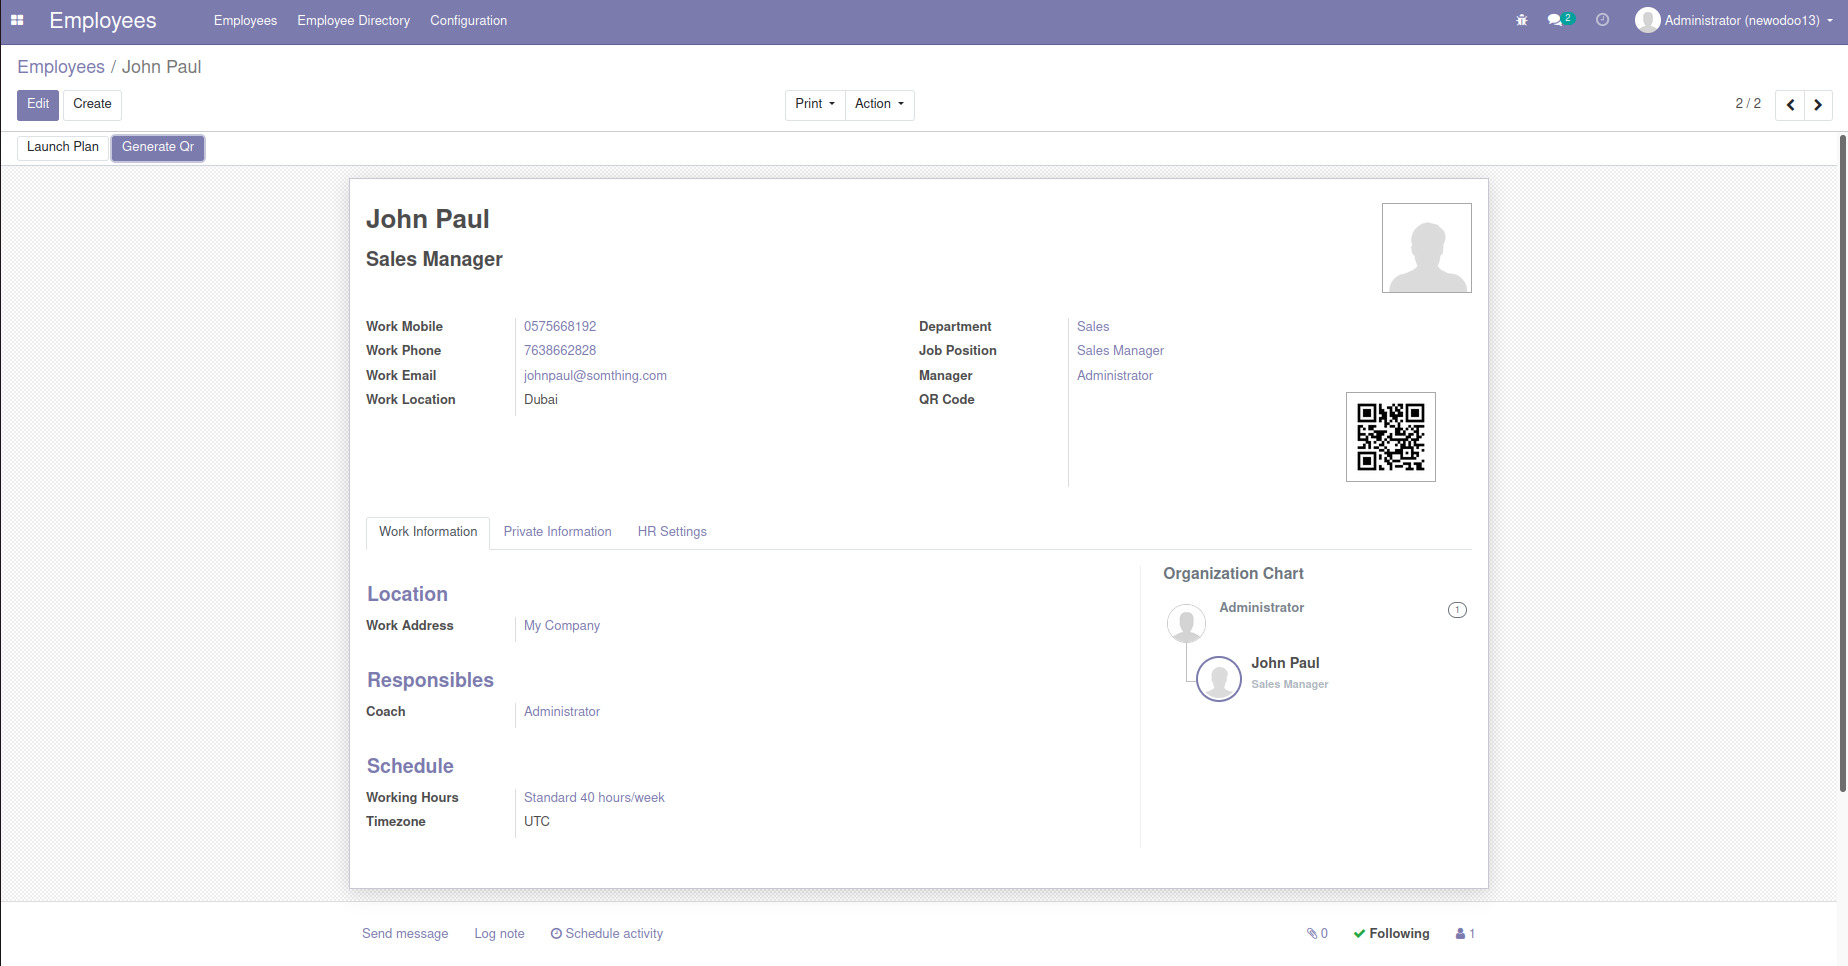 Employees Employees Employee Directory Configuration 2 Administrator (newodoo13)
Employees / John Paul
Edit Create Print Action 2 / 2
Launch Plan Generate Qr
John Paul
Sales Manager
Work Mobile 0575668192 Department Sales
Work Phone 7638662828 Job Position Sales Manager
Work Email johnpaul@somthing.com Manager Administrator
Work Location Dubai QR Code
Work Information Private Information HR Settings
Organization Chart
Location
Administrator 1
Work Address My Company
John Paul
Responsibles
Sales Manager
Coach Administrator
Schedule
Working Hours Standard 40 hours/week
Timezone UTC
Send message Log note Schedule activity 0 Following 1